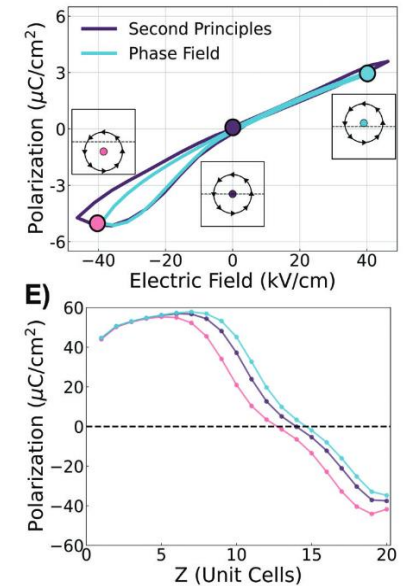 Second Principles
Phase Field
Polarization (μC/cm²)
6
3
0
-3
-6
−40 −20 0 20 40
Electric Field (kV/cm)
E)
Polarization (μC/cm²)
60
40
20
0
−20
−40
−60
0 5 10 15 20
Z (Unit Cells)